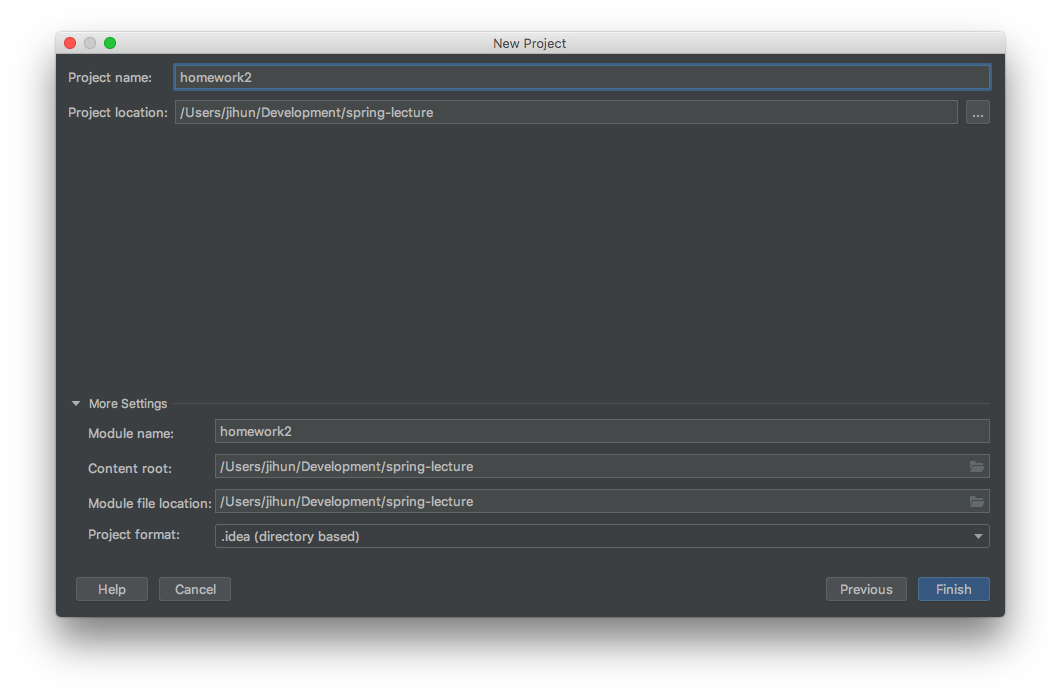 New Project
Project name: homework2
Project location: /Users/jihun/Development/spring-lecture ...
More Settings
Module name: homework2
Content root: /Users/jihun/Development/spring-lecture
Module file location: /Users/jihun/Development/spring-lecture
Project format: .idea (directory based)
Help Cancel Previous Finish